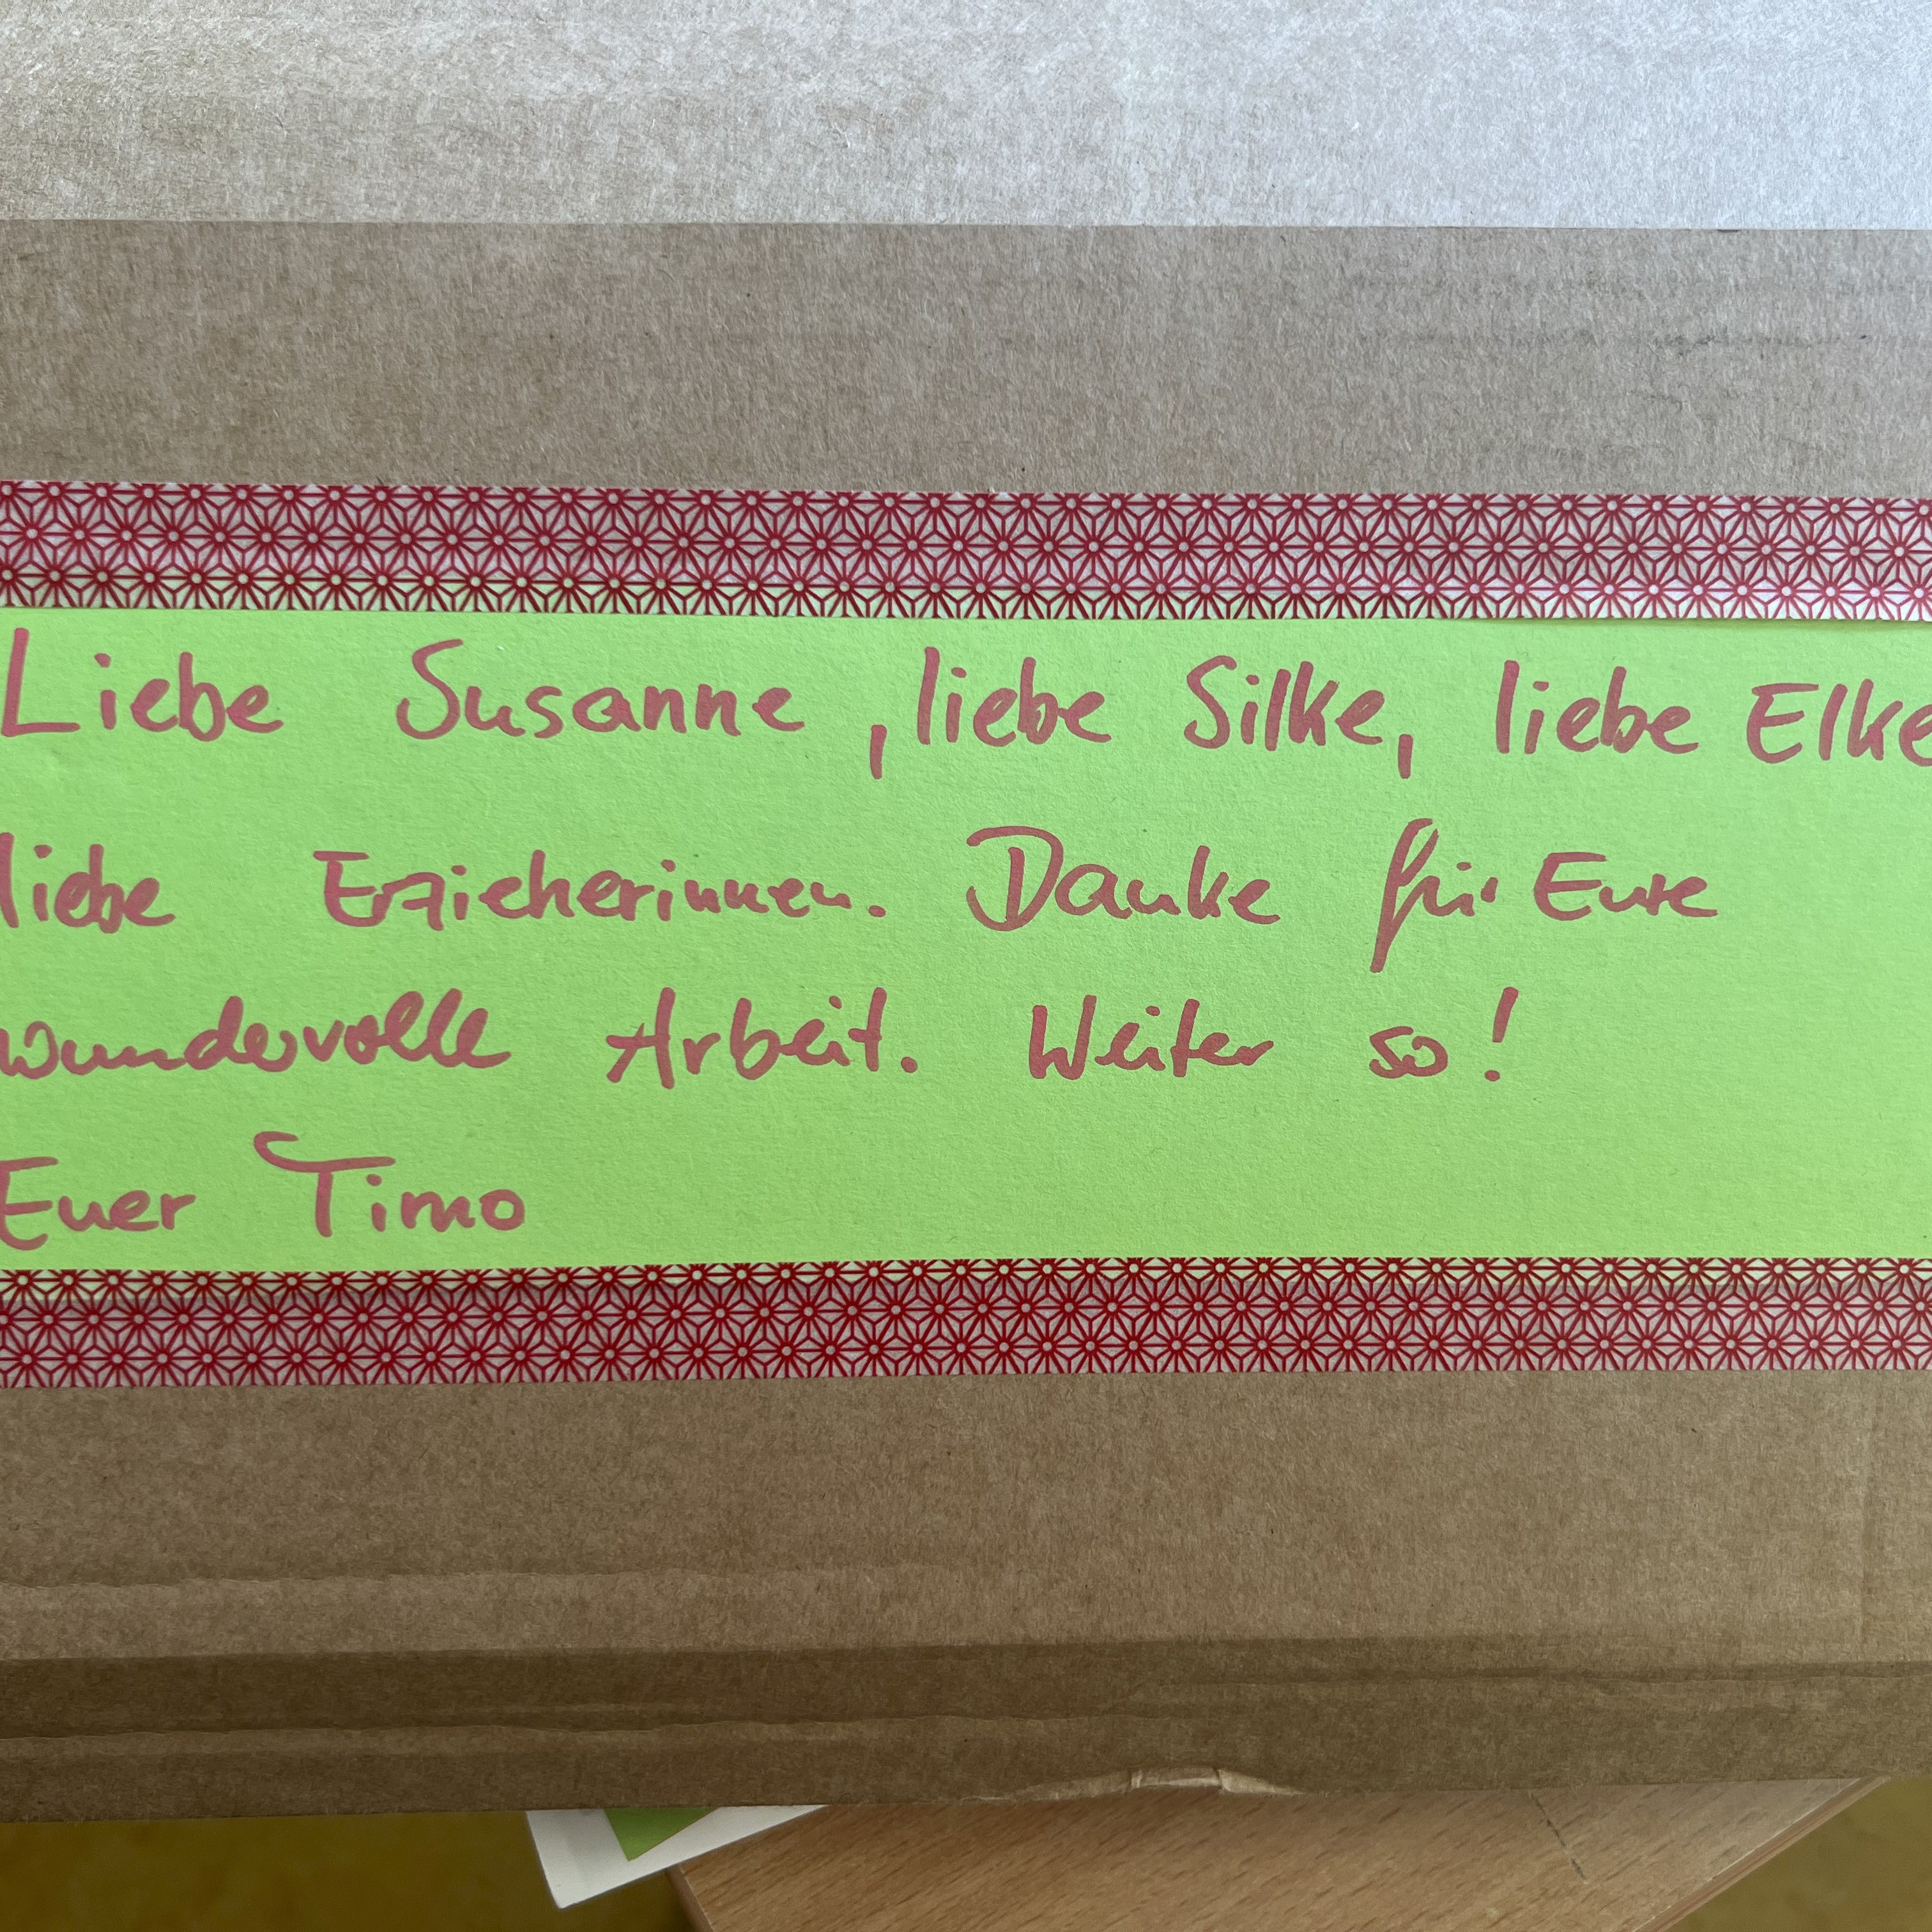 Liebe Susanne, liebe Silke, liebe Elke
liebe Erzieherinnen. Danke für Eure
wundervolle Arbeit. Weiter so!
Euer Timo